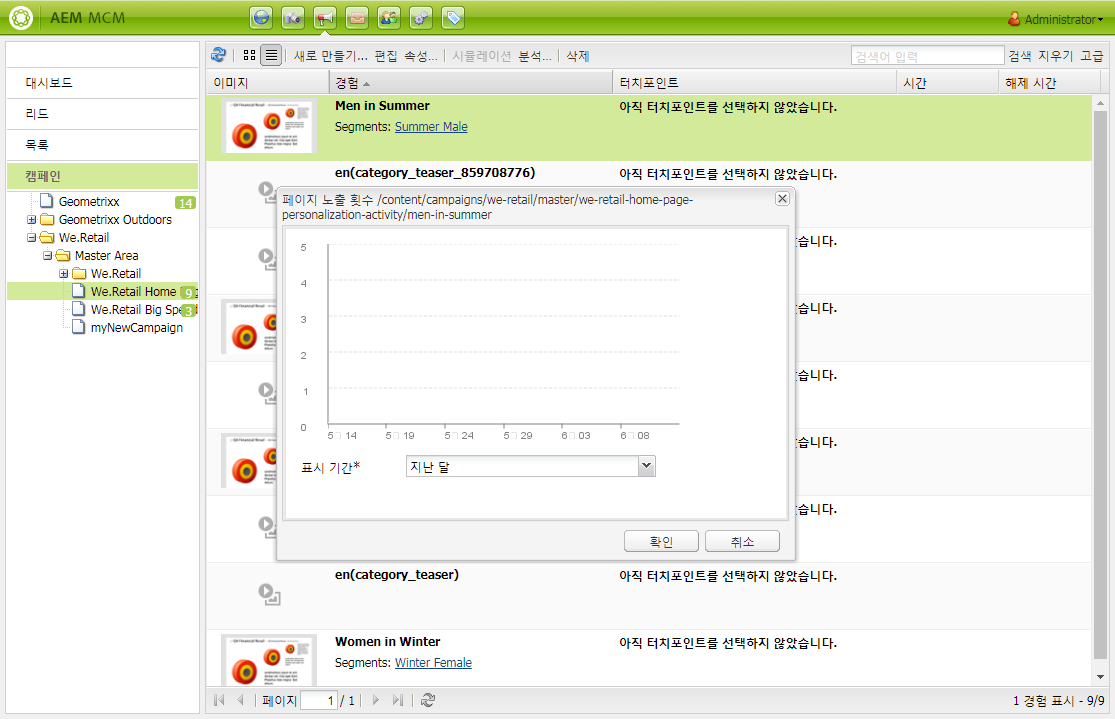 AEM MCM
Administrator
대시보드
리드
목록
캠페인
Geometrixx 14
Geometrixx Outdoors
We.Retail
Master Area
We.Retail
We.Retail Home 9
We.Retail Big Spe 3
myNewCampaign
새로 만들기... 편집 속성... 시뮬레이션 분석... 삭제
검색어 입력 검색 지우기 고급
이미지 경험 터치포인트 시간 해제 시간
Men in Summer 아직 터치포인트를 선택하지 않았습니다.
Segments: Summer Male
en(category_teaser_859708776) 아직 터치포인트를 선택하지 않았습니다.
페이지 노출 횟수 /content/campaigns/we-retail/master/we-retail-home-page-
personalization-activity/men-in-summer
습니다.
습니다.
습니다.
습니다.
습니다.
5
4
3
2
1
0
5 14 5 19 5 24 5 29 6 03 6 08
표시 기간* 지난 달
확인 취소
en(category_teaser) 아직 터치포인트를 선택하지 않았습니다.
Women in Winter 아직 터치포인트를 선택하지 않았습니다.
Segments: Winter Female
페이지 1 / 1
1 경험 표시 - 9/9